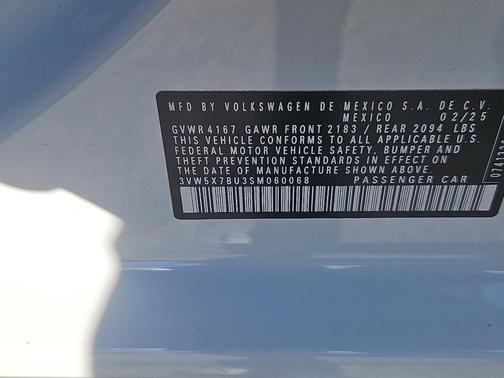 MFD BY VOLKSWAGEN DE MEXICO S.A. DE C.V.
MEXICO 02/25
GVWR 4167 GAWR FRONT 2183 / REAR 2094 LBS
THIS VEHICLE CONFORMS TO ALL APPLICABLE U.S.
FEDERAL MOTOR VEHICLE SAFETY, BUMPER AND
THEFT PREVENTION STANDARDS IN EFFECT ON
THE DATE OF MANUFACTURE SHOWN ABOVE.
3VW5X7BU3SM060068 PASSENGER CAR